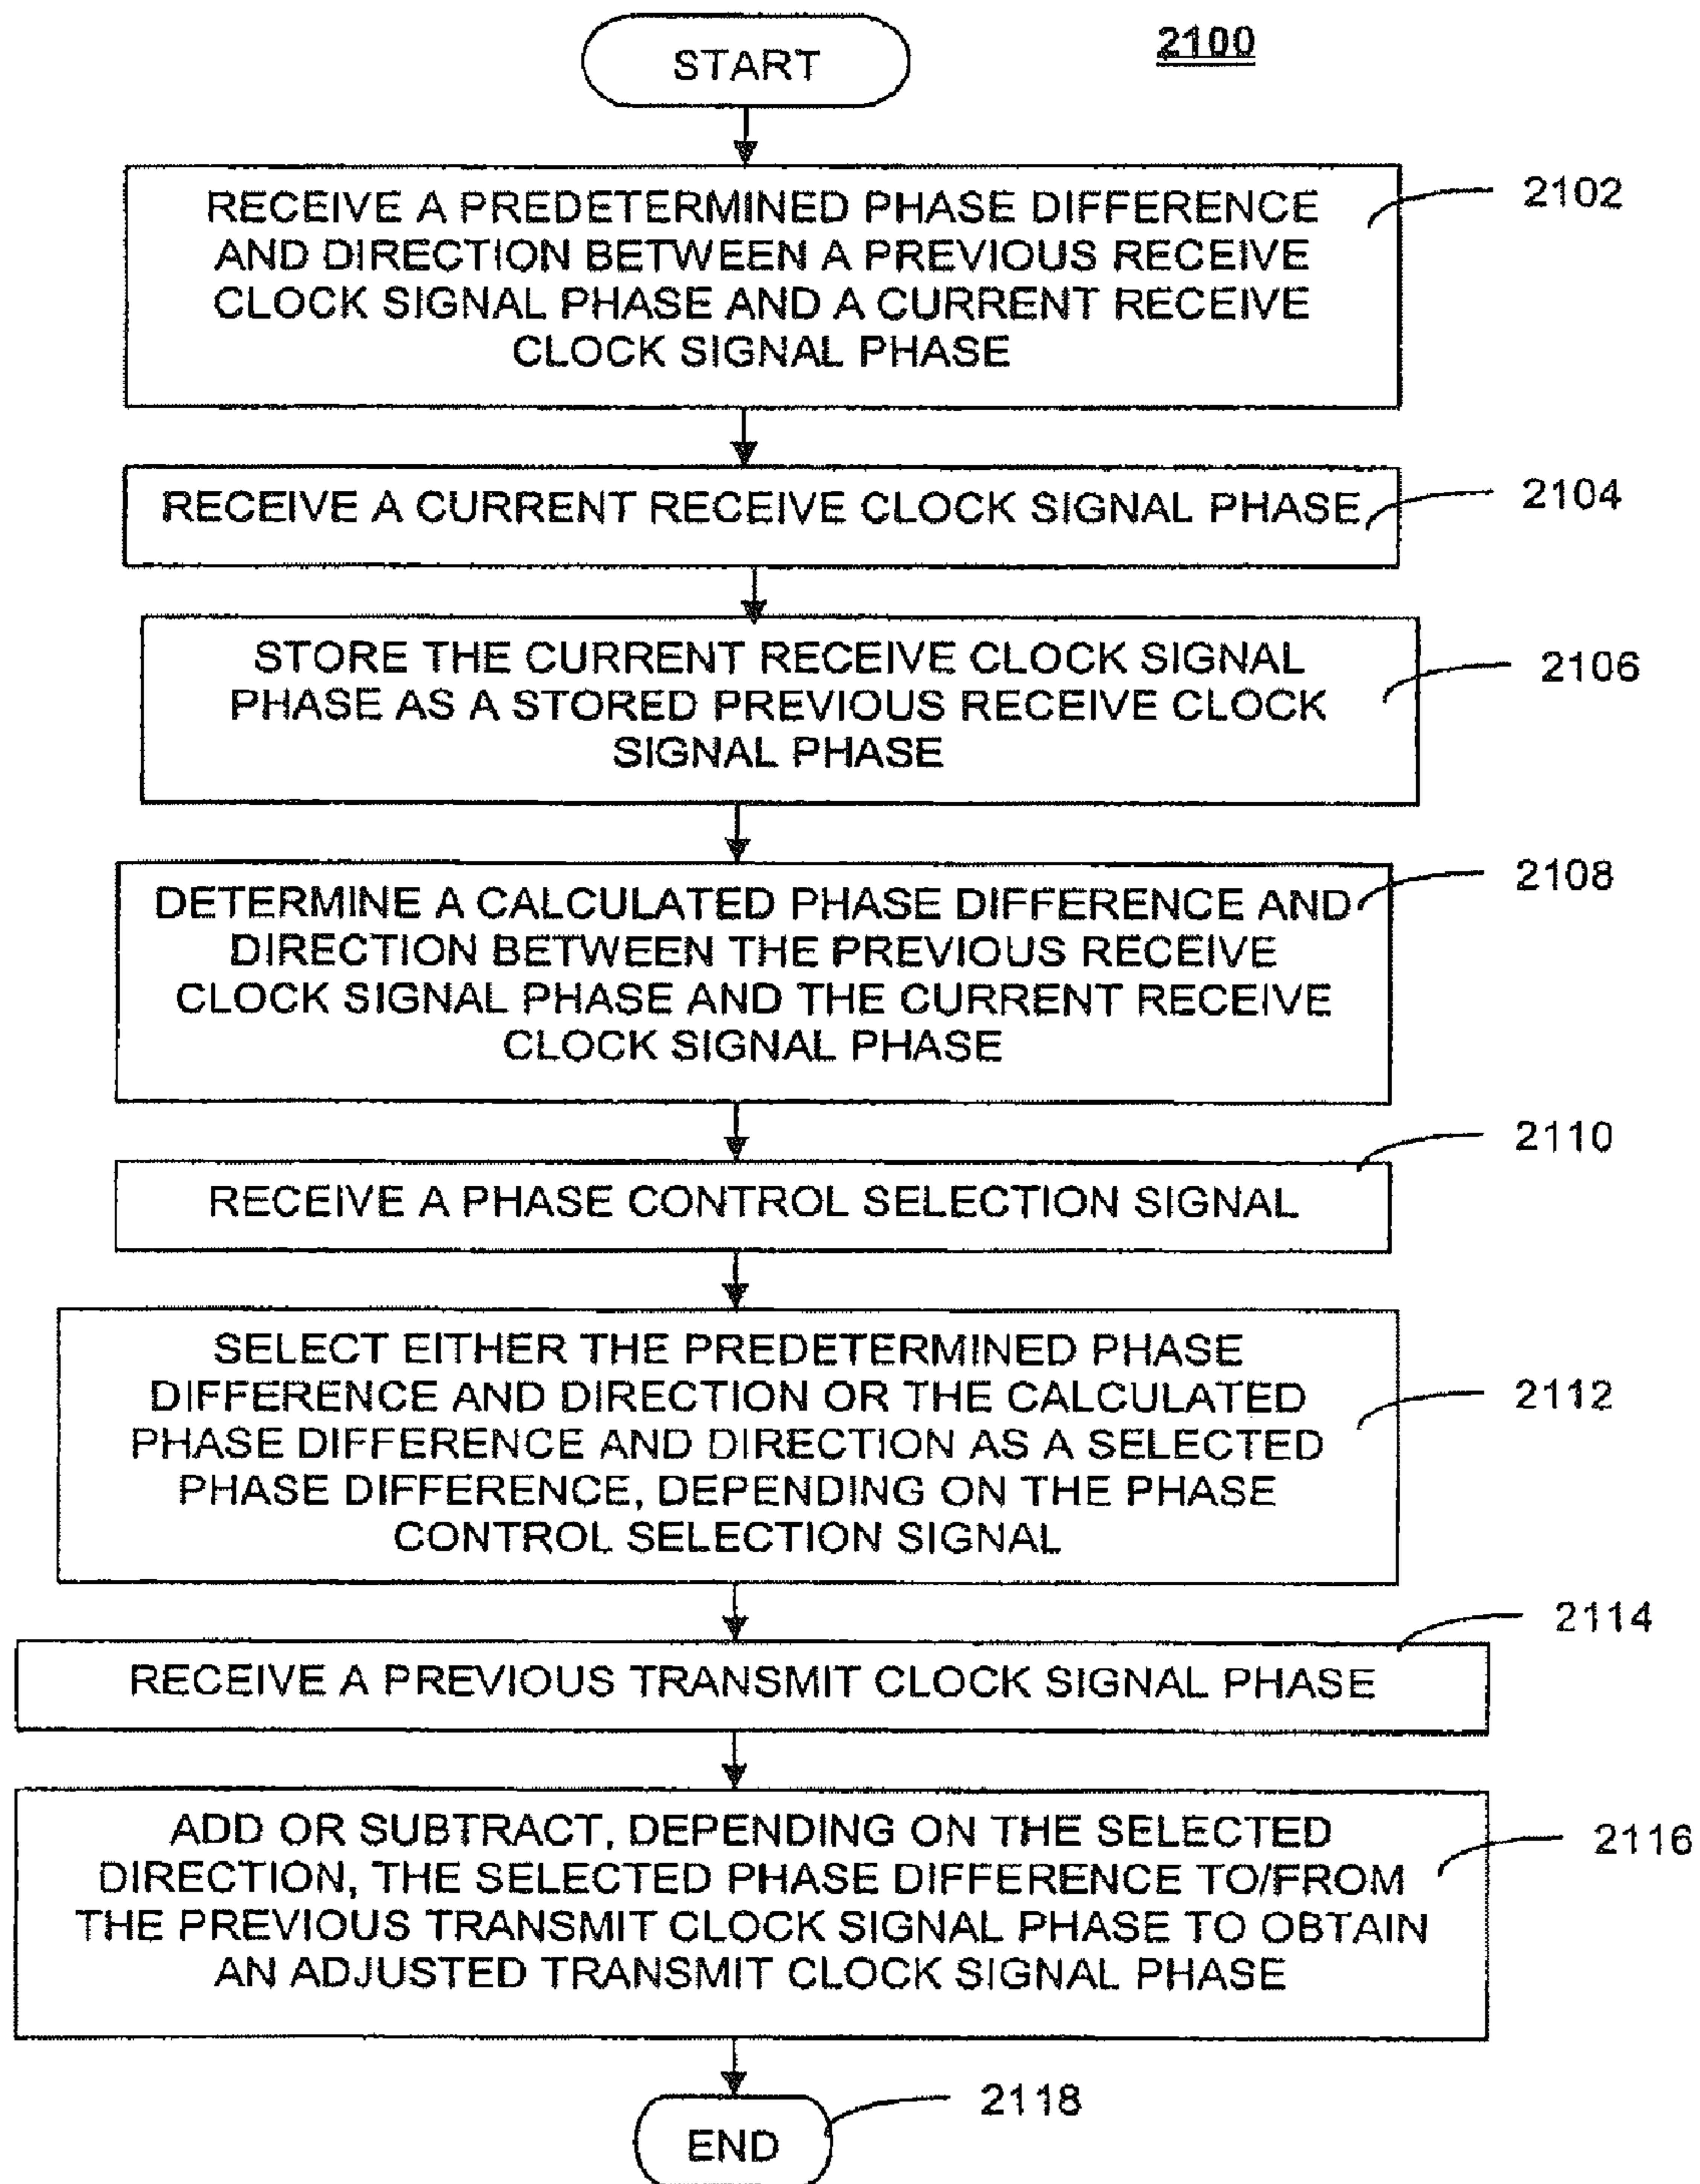 START
2100
RECEIVE A PREDETERMINED PHASE DIFFERENCE
AND DIRECTION BETWEEN A PREVIOUS RECEIVE
CLOCK SIGNAL PHASE AND A CURRENT RECEIVE
CLOCK SIGNAL PHASE
2102
RECEIVE A CURRENT RECEIVE CLOCK SIGNAL PHASE
2104
STORE THE CURRENT RECEIVE CLOCK SIGNAL
PHASE AS A STORED PREVIOUS RECEIVE CLOCK
SIGNAL PHASE
2106
DETERMINE A CALCULATED PHASE DIFFERENCE AND
DIRECTION BETWEEN THE PREVIOUS RECEIVE
CLOCK SIGNAL PHASE AND THE CURRENT RECEIVE
CLOCK SIGNAL PHASE
2108
RECEIVE A PHASE CONTROL SELECTION SIGNAL
2110
SELECT EITHER THE PREDETERMINED PHASE
DIFFERENCE AND DIRECTION OR THE CALCULATED
PHASE DIFFERENCE AND DIRECTION AS A SELECTED
PHASE DIFFERENCE, DEPENDING ON THE PHASE
CONTROL SELECTION SIGNAL
2112
RECEIVE A PREVIOUS TRANSMIT CLOCK SIGNAL PHASE
2114
ADD OR SUBTRACT, DEPENDING ON THE SELECTED
DIRECTION, THE SELECTED PHASE DIFFERENCE TO/FROM
THE PREVIOUS TRANSMIT CLOCK SIGNAL PHASE TO OBTAIN
AN ADJUSTED TRANSMIT CLOCK SIGNAL PHASE
2116
END
2118